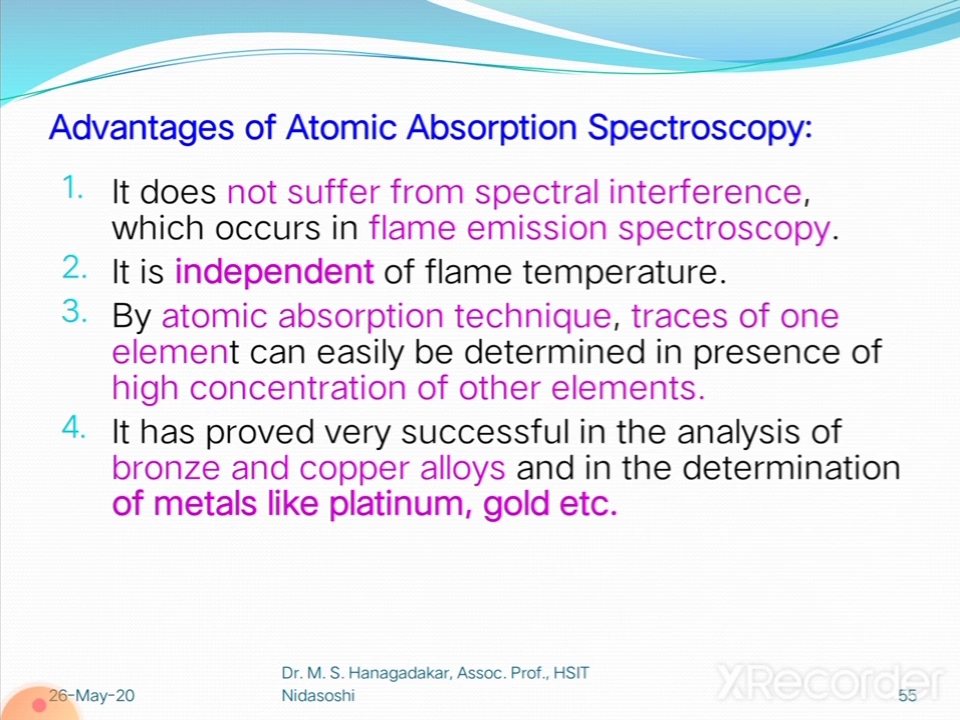 Advantages of Atomic Absorption Spectroscopy:
1. It does not suffer from spectral interference,
which occurs in flame emission spectroscopy.
2. It is independent of flame temperature.
3. By atomic absorption technique, traces of one
element can easily be determined in presence of
high concentration of other elements.
4. It has proved very successful in the analysis of
bronze and copper alloys and in the determination
of metals like platinum, gold etc.
Dr. M. S. Hanagadakar, Assoc. Prof., HSIT
Nidasoshi
26-May-20
XRecorder
55